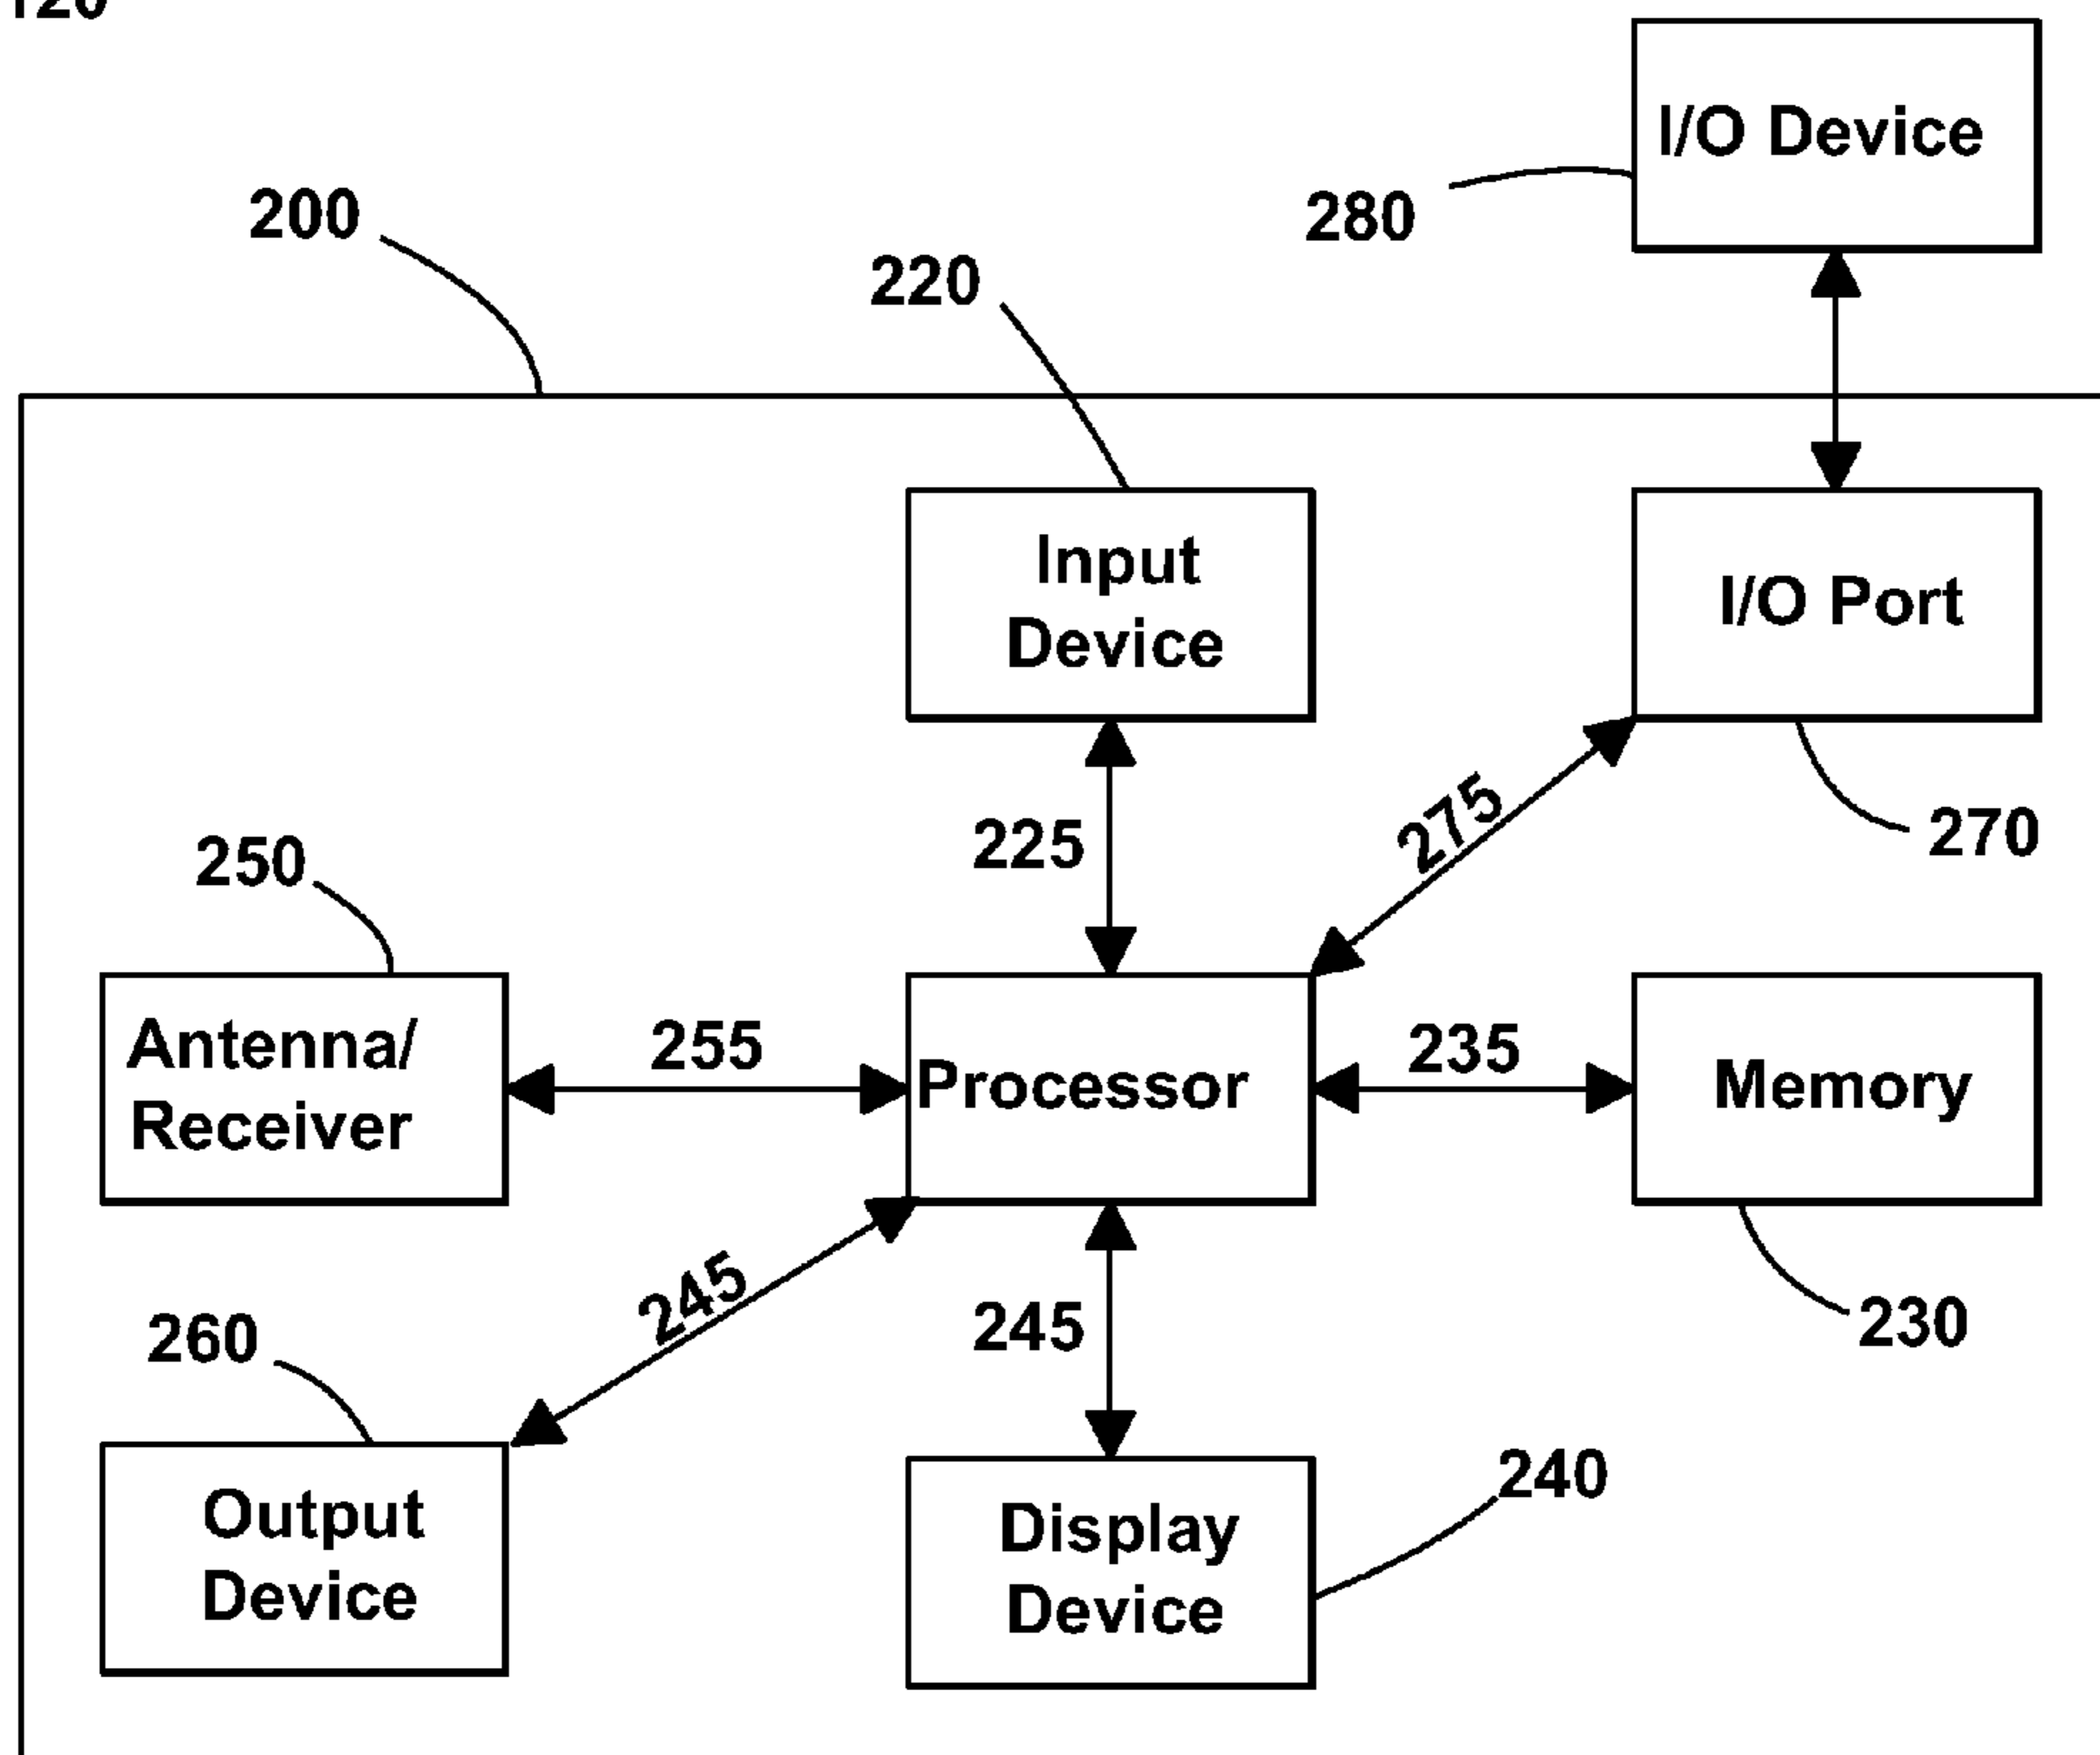 120
I/O Device
200
280
220
Input
Device
I/O Port
225
275
270
250
Antenna/
Receiver
255
Processor
235
Memory
245
245
260
230
Output
Device
Display
Device
240